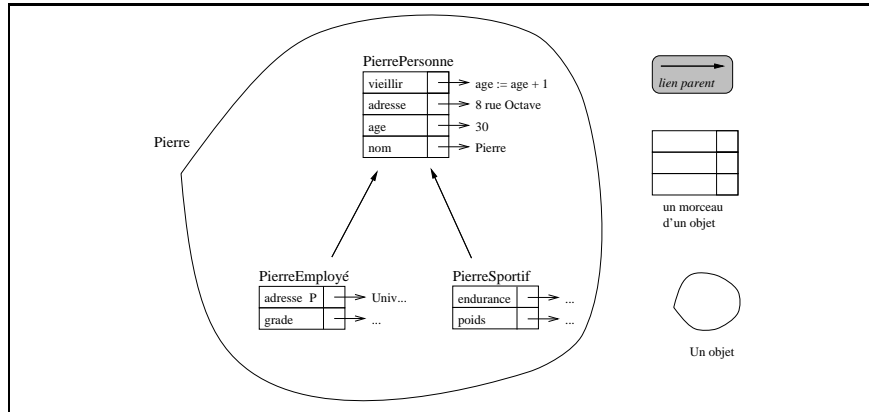 PierrePersonne
vieillir age := age + 1
adresse 8 rue Octave
age 30
nom Pierre
Pierre
PierreEmployé
adresse P Univ...
grade ...
PierreSportif
endurance ...
poids ...
lien parent
un morceau
d'un objet
Un objet